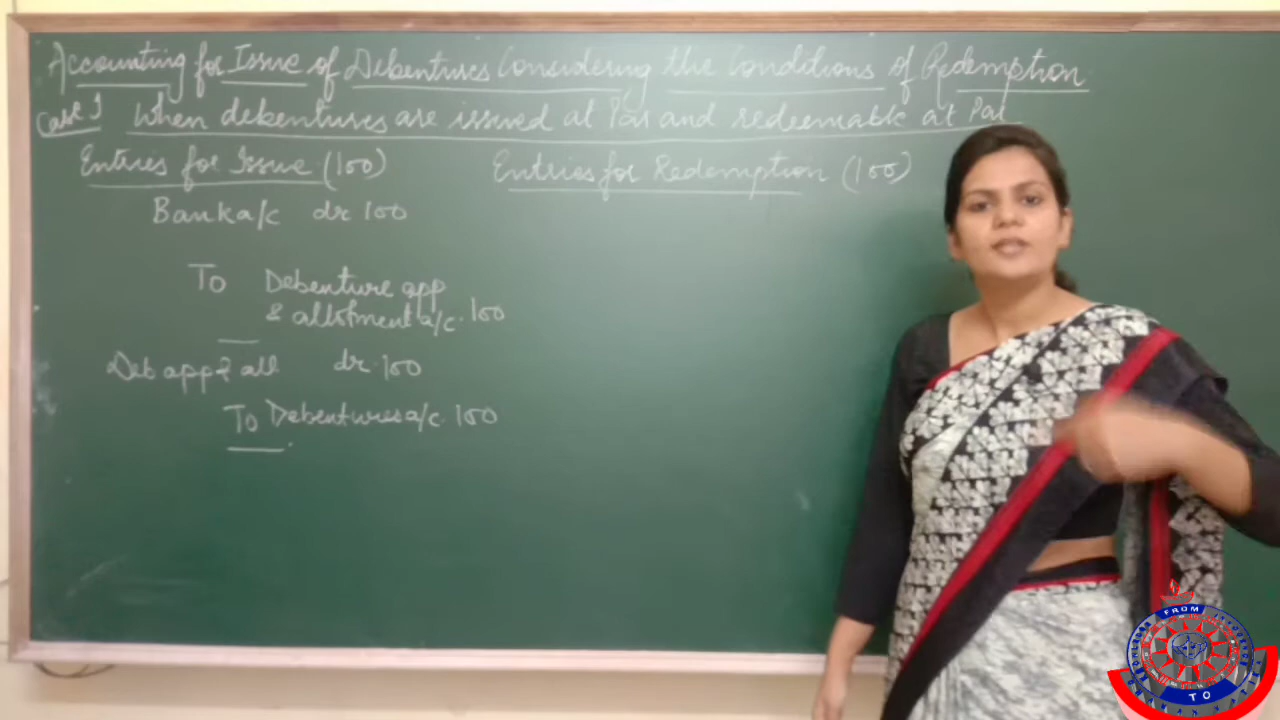 Accounting for Issue of Debentures Considering the Conditions of Redemption
Case I When debentures are issued at Par and redeemable at Par
Entries for Issue (100)
Entries for Redemption (100)
Bank a/c dr 100
To Debenture app
& allotment a/c. 100
Deb app & all dr. 100
To Debentures a/c. 100
FROM
TO